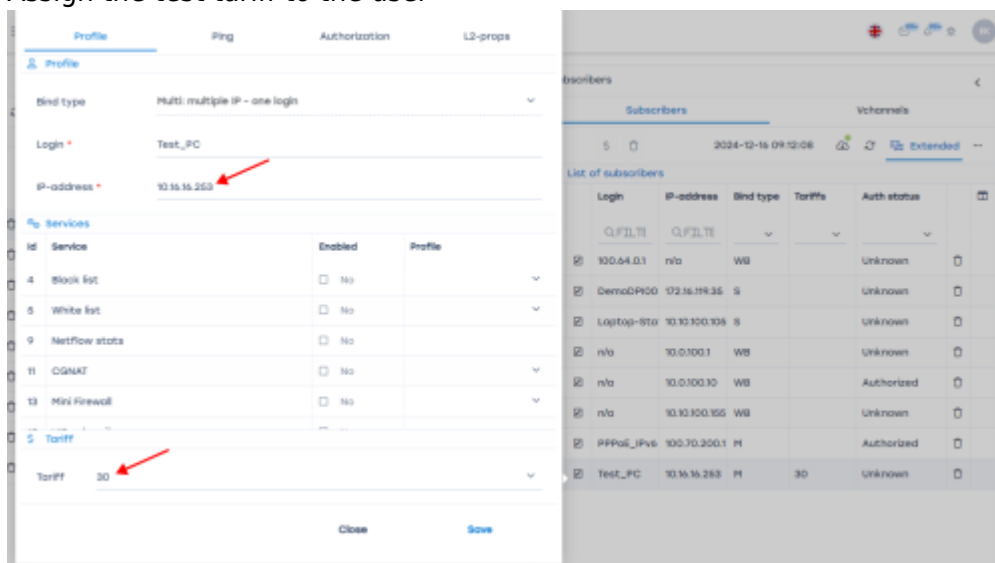 Assign the test tariff to the user
Profile Ping Authorization L2-props
Profile
Bind type Multi: multiple IP - one login
Login * Test_PC
IP-address * 10.16.16.253
Services
Id Service Enabled Profile
4 Block list No
5 White list No
9 Netflow stats No
11 CGNAT No
13 Mini Firewall No
Tariff
Tariff 30
Close Save
bscribers
Subscribers Vchannels
2024-12-16 09:12:08 Extended
List of subscribers
Login IP-address Bind type Tariffs Auth status
100.64.0.1 n/a WB Unknown
DemoDPI00 172.16.119.35 S Unknown
Laptop-Sta 10.10.100.105 S Unknown
n/a 10.0.100.1 WB Unknown
n/a 10.0.100.10 WB Authorized
n/a 10.10.100.155 WB Unknown
PPPoE_IPv6 100.70.200.1 M Authorized
Test_PC 10.16.16.253 M 30 Unknown